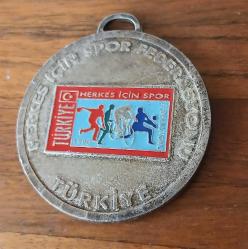 HERKES İÇİN SPOR FEDERASYONU
HERKES İÇİN SPOR
TÜRKİYE
TÜRKİYE